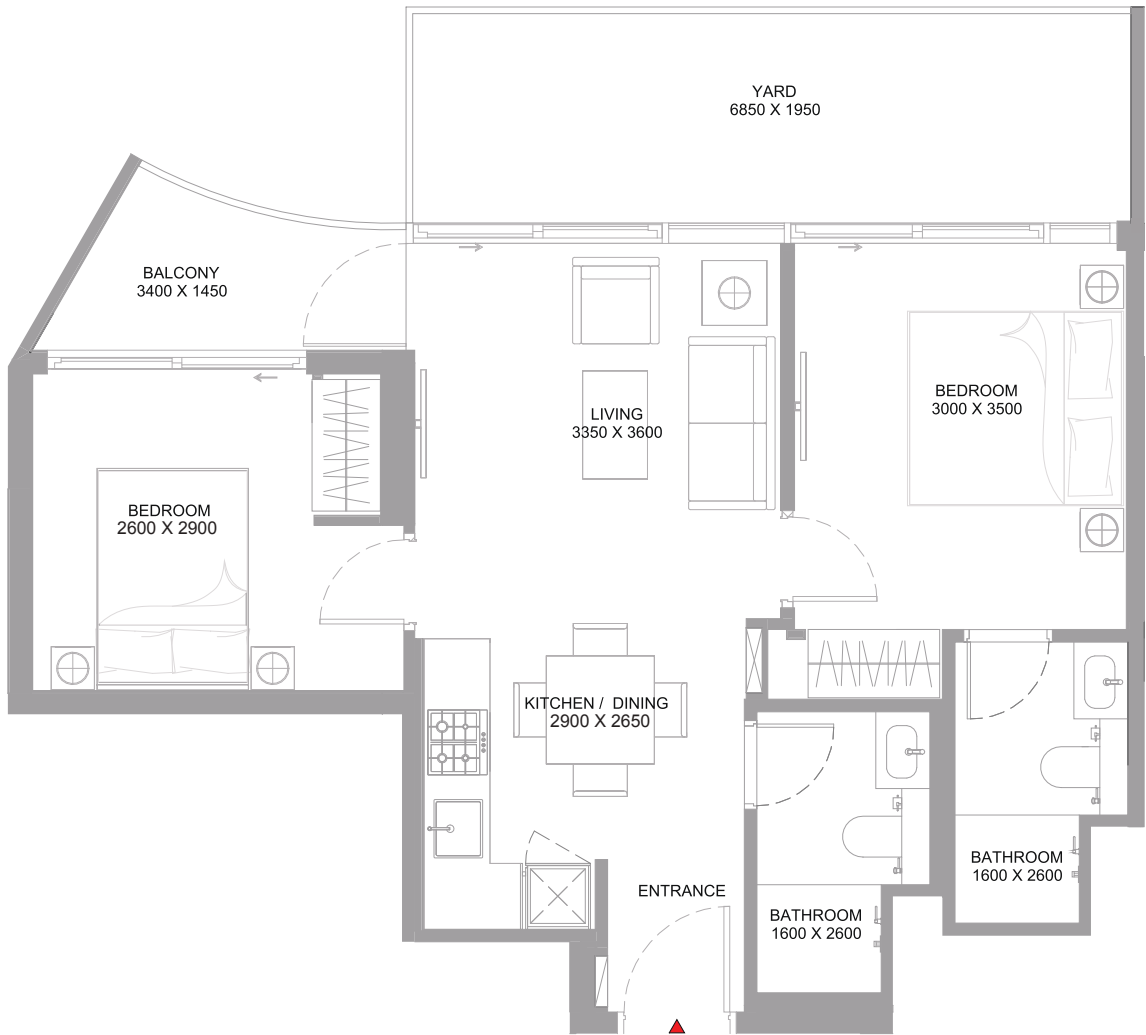 YARD
6850 X 1950
BALCONY
3400 X 1450
LIVING
3350 X 3600
BEDROOM
3000 X 3500
BEDROOM
2600 X 2900
KITCHEN / DINING
2900 X 2650
ENTRANCE
BATHROOM
1600 X 2600
BATHROOM
1600 X 2600